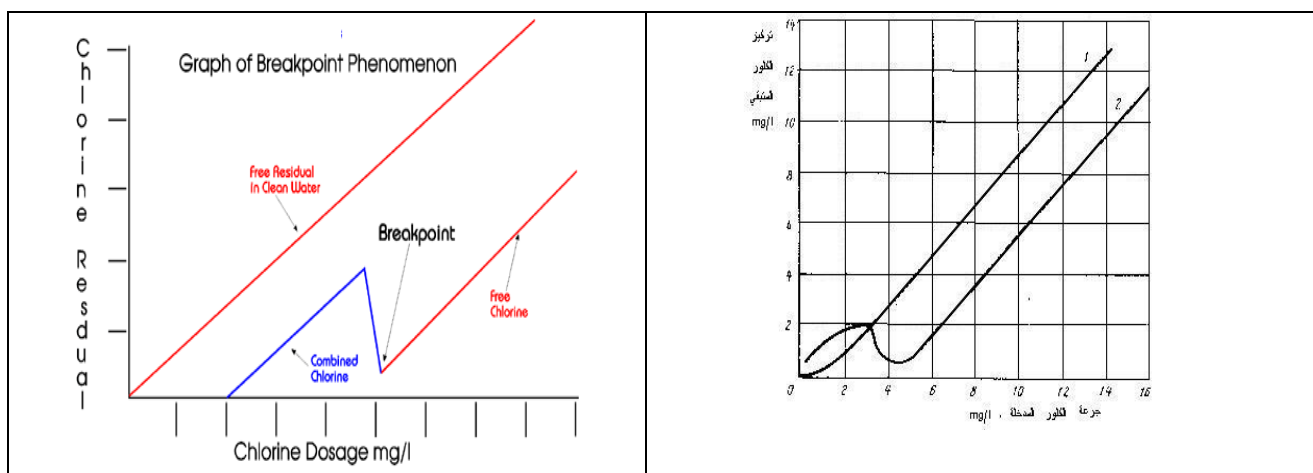 Graph of Breakpoint Phenomenon
Chlorine Residual
Free Residual
in Clean Water
Breakpoint
Free
Chlorine
Combined
Chlorine
Chlorine Dosage mg/l
تركيز
الكلور
المتبقي
mg/l
14
12
10
8
6
4
2
0 2 4 6 8 10 12 14 16
1
2
جرعة الكلور المدخلة ، mg/l